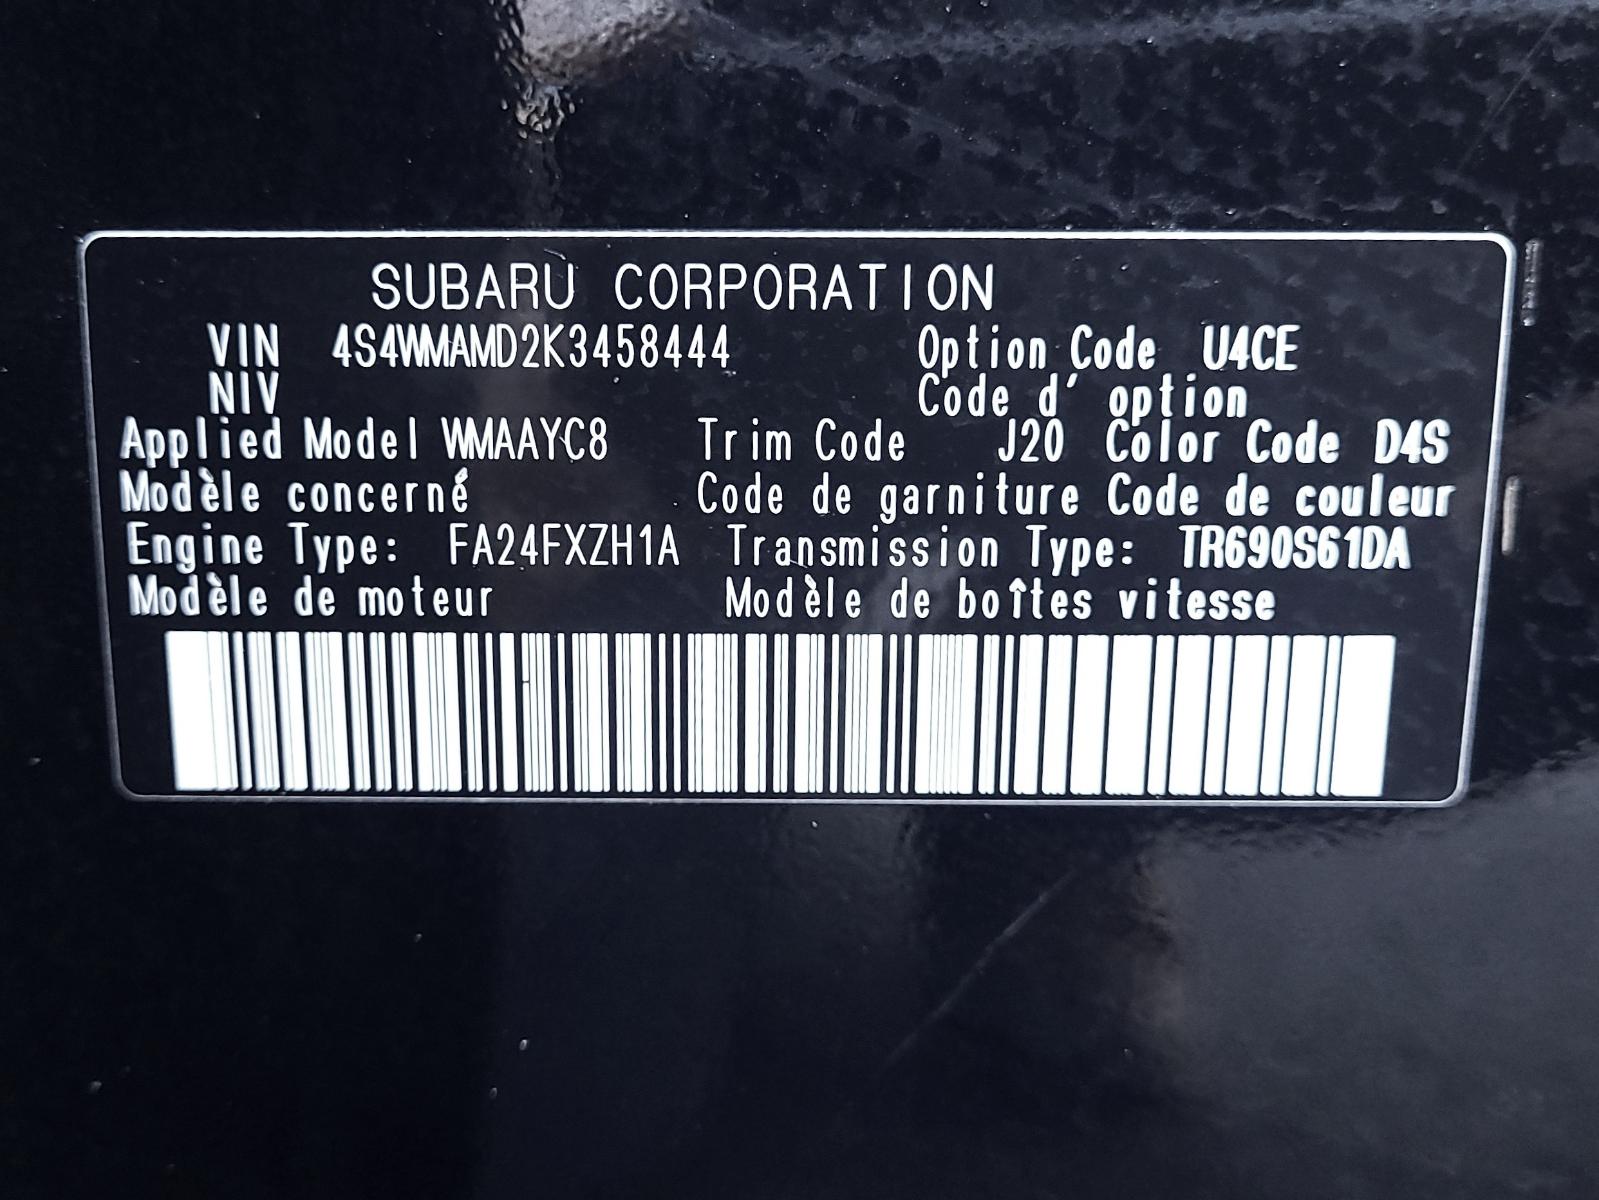 SUBARU CORPORATION
VIN 4S4WMAMD2K3458444 Option Code U4CE
NIV Code d' option
Applied Model WMAAYC8 Trim Code J20 Color Code D4S
Modèle concerné Code de garniture Code de couleur
Engine Type: FA24FXZH1A Transmission Type: TR690S61DA
Modèle de moteur Modèle de boîtes vitesse